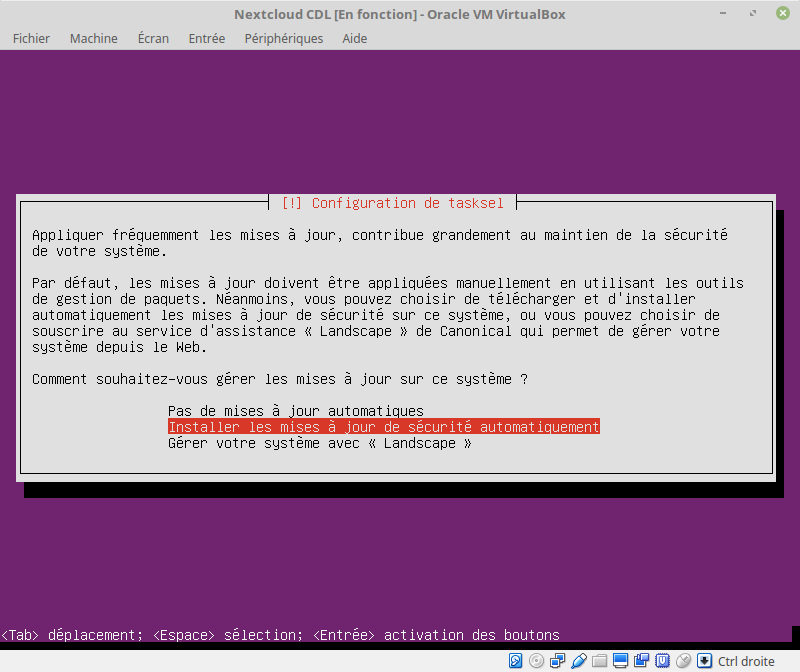 Nextcloud CDL [En fonction] - Oracle VM VirtualBox
Fichier Machine Écran Entrée Périphériques Aide
[!] Configuration de tasksel
Appliquer fréquemment les mises à jour, contribue grandement au maintien de la sécurité
de votre système.
Par défaut, les mises à jour doivent être appliquées manuellement en utilisant les outils
de gestion de paquets. Néanmoins, vous pouvez choisir de télécharger et d'installer
automatiquement les mises à jour de sécurité sur ce système, ou vous pouvez choisir de
souscrire au service d'assistance « Landscape » de Canonical qui permet de gérer votre
système depuis le Web.
Comment souhaitez-vous gérer les mises à jour sur ce système ?
Pas de mises à jour automatiques
Installer les mises à jour de sécurité automatiquement
Gérer votre système avec « Landscape »
<Tab> déplacement; <Espace> sélection; <Entrée> activation des boutons
Ctrl droite